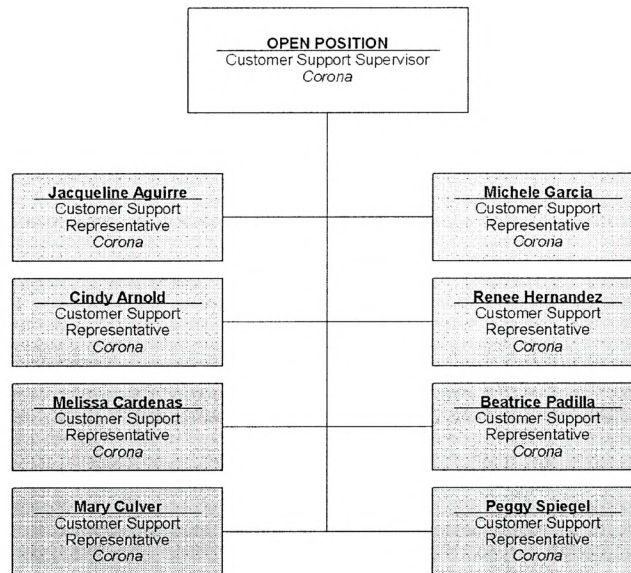 OPEN POSITION
Customer Support Supervisor
Corona
Jacqueline Aguirre
Customer Support
Representative
Corona
Michele Garcia
Customer Support
Representative
Corona
Cindy Arnold
Customer Support
Representative
Corona
Renee Hernandez
Customer Support
Representative
Corona
Melissa Cardenas
Customer Support
Representative
Corona
Beatrice Padilla
Customer Support
Representative
Corona
Mary Culver
Customer Support
Representative
Corona
Peggy Spiegel
Customer Support
Representative
Corona